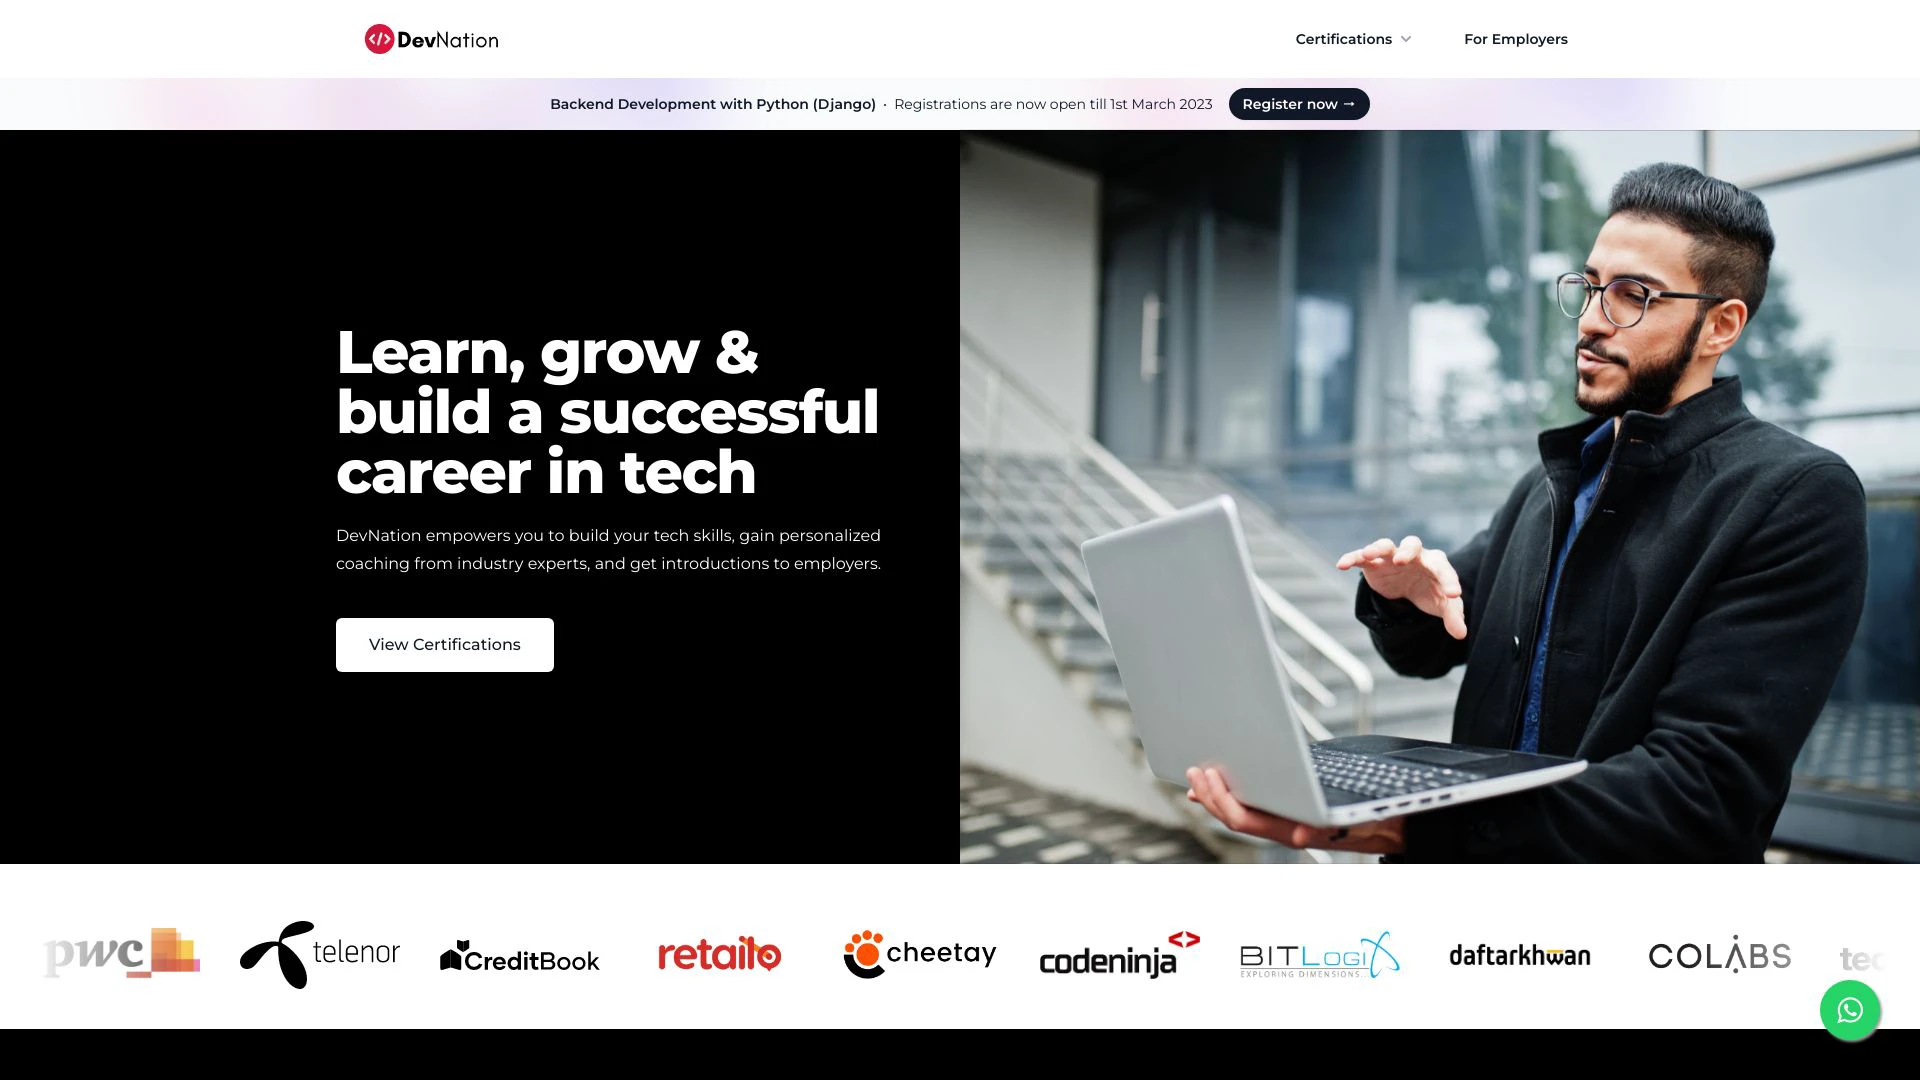 DevNation
Certifications
For Employers
Backend Development with Python (Django) · Registrations are now open till 1st March 2023 Register now →
Learn, grow &
build a successful
career in tech
DevNation empowers you to build your tech skills, gain personalized
coaching from industry experts, and get introductions to employers.
View Certifications
pwc
telenor
CreditBook
retailo
cheetay
codeninja
BITLOGIX
EXPLORING DIMENSIONS...
daftarkhwan
COLABS